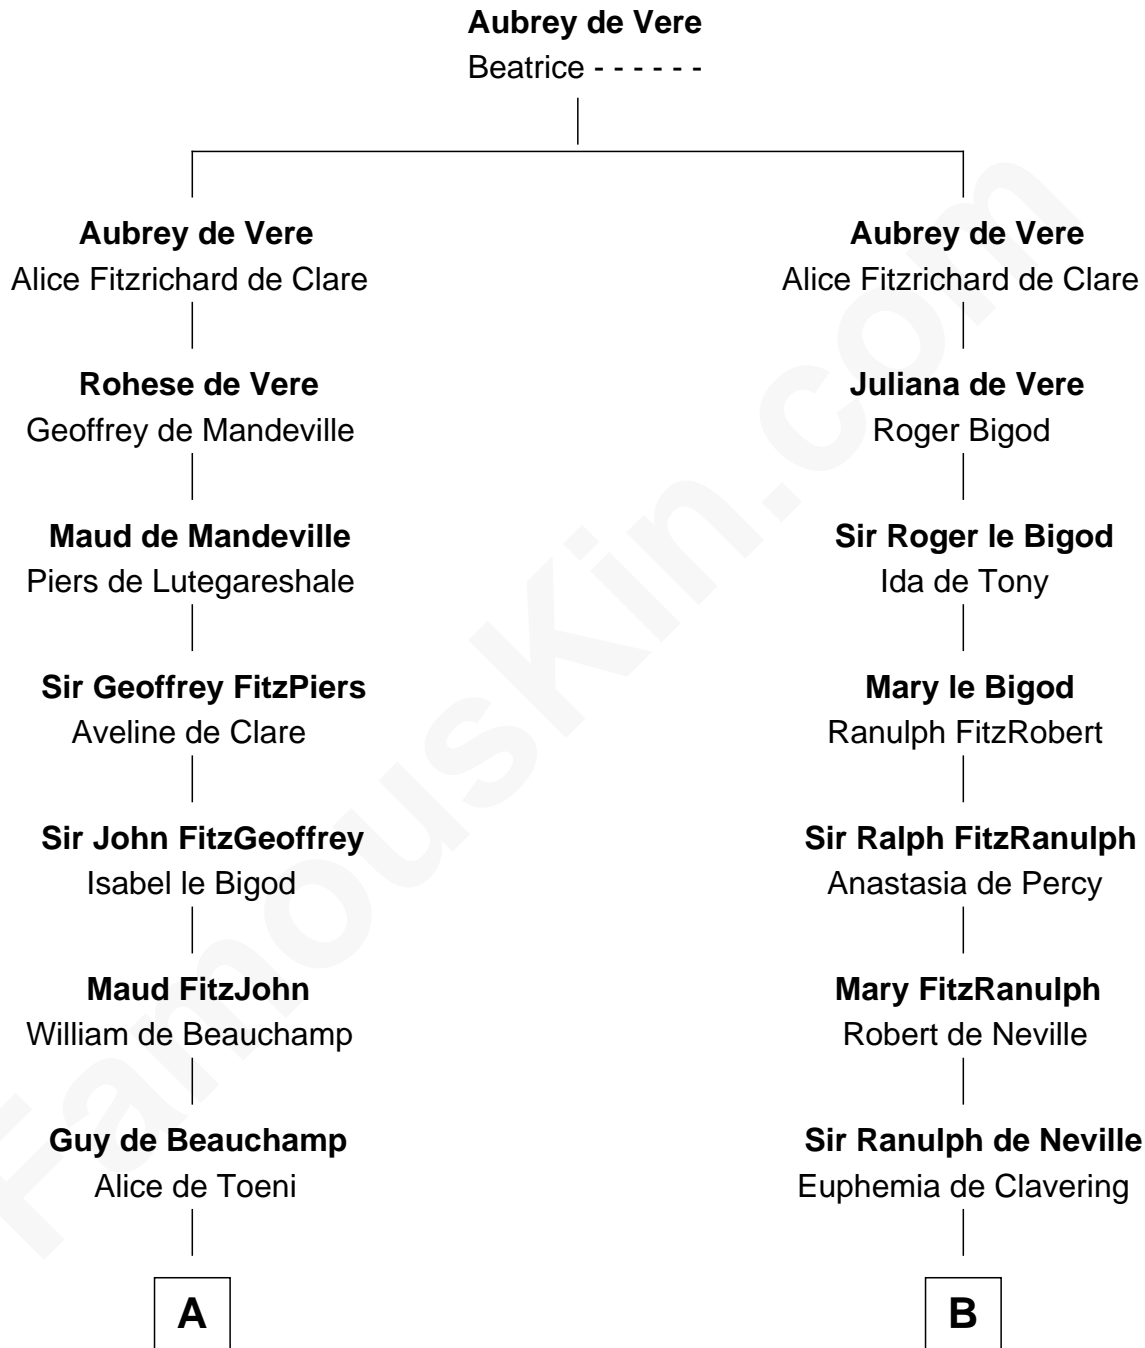 Aubrey de Vere
Beatrice - - - - - -
Aubrey de Vere
Alice Fitzrichard de Clare
Rohese de Vere
Geoffrey de Mandeville
Maud de Mandeville
Piers de Lutegareshale
Sir Geoffrey FitzPiers
Aveline de Clare
Sir John FitzGeoffrey
Isabel le Bigod
Maud FitzJohn
William de Beauchamp
Guy de Beauchamp
Alice de Toeni
A
Aubrey de Vere
Alice Fitzrichard de Clare
Juliana de Vere
Roger Bigod
Sir Roger le Bigod
Ida de Tony
Mary le Bigod
Ranulph FitzRobert
Sir Ralph FitzRanulph
Anastasia de Percy
Mary FitzRanulph
Robert de Neville
Sir Ranulph de Neville
Euphemia de Clavering
B
FamousKin.com